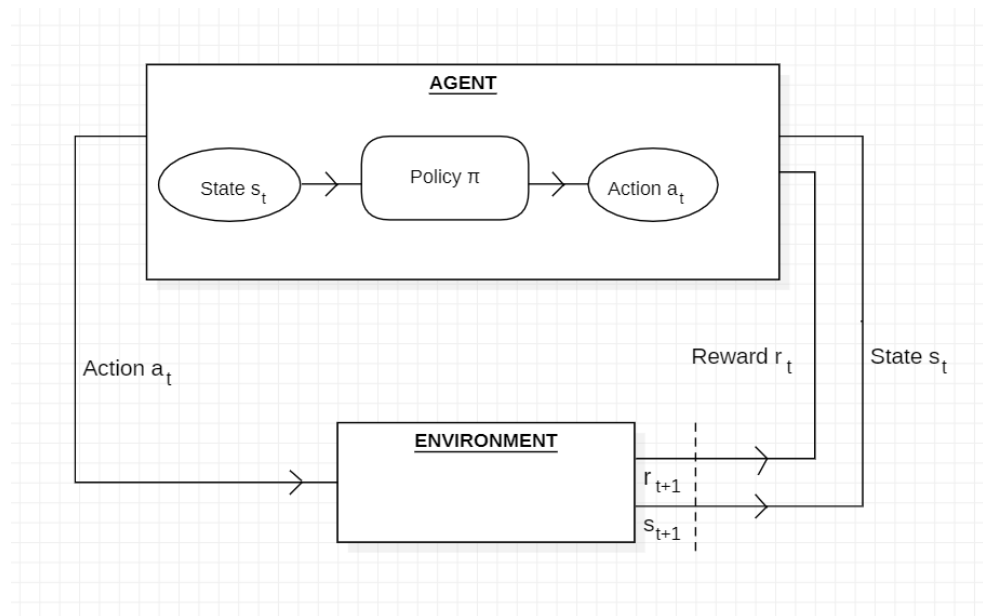 AGENT
State s_t
Policy π
Action a_t
Action a_t
Reward r_t
State s_t
ENVIRONMENT
r_t+1
s_t+1